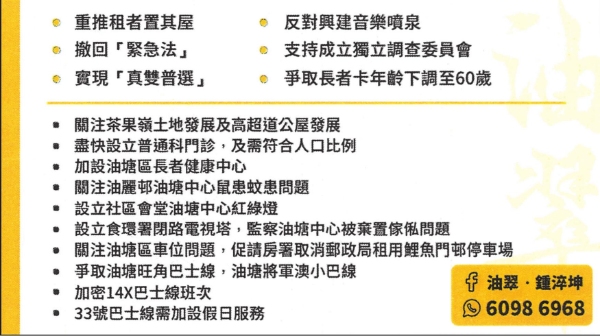 重推租者置其屋
反對興建音樂噴泉
撤回「緊急法」
支持成立獨立調查委員會
實現「真雙普選」
爭取長者卡年齡下調至60歲
關注茶果嶺土地發展及高超道公屋發展
盡快設立普通科門診，及需符合人口比例
加設油塘區長者健康中心
關注油麗邨油塘中心鼠患蚊患問題
設立社區會堂油塘中心紅綠燈
設立食環署閉路電視塔，監察油塘中心被棄置傢俬問題
關注油塘區車位問題，促請房署取消郵政局租用鯉魚門邨停車場
爭取油塘旺角巴士線，油塘將軍澳小巴線
加密14X巴士線班次
33號巴士線需加設假日服務
油翠
油翠·鍾淬坤
6098 6968